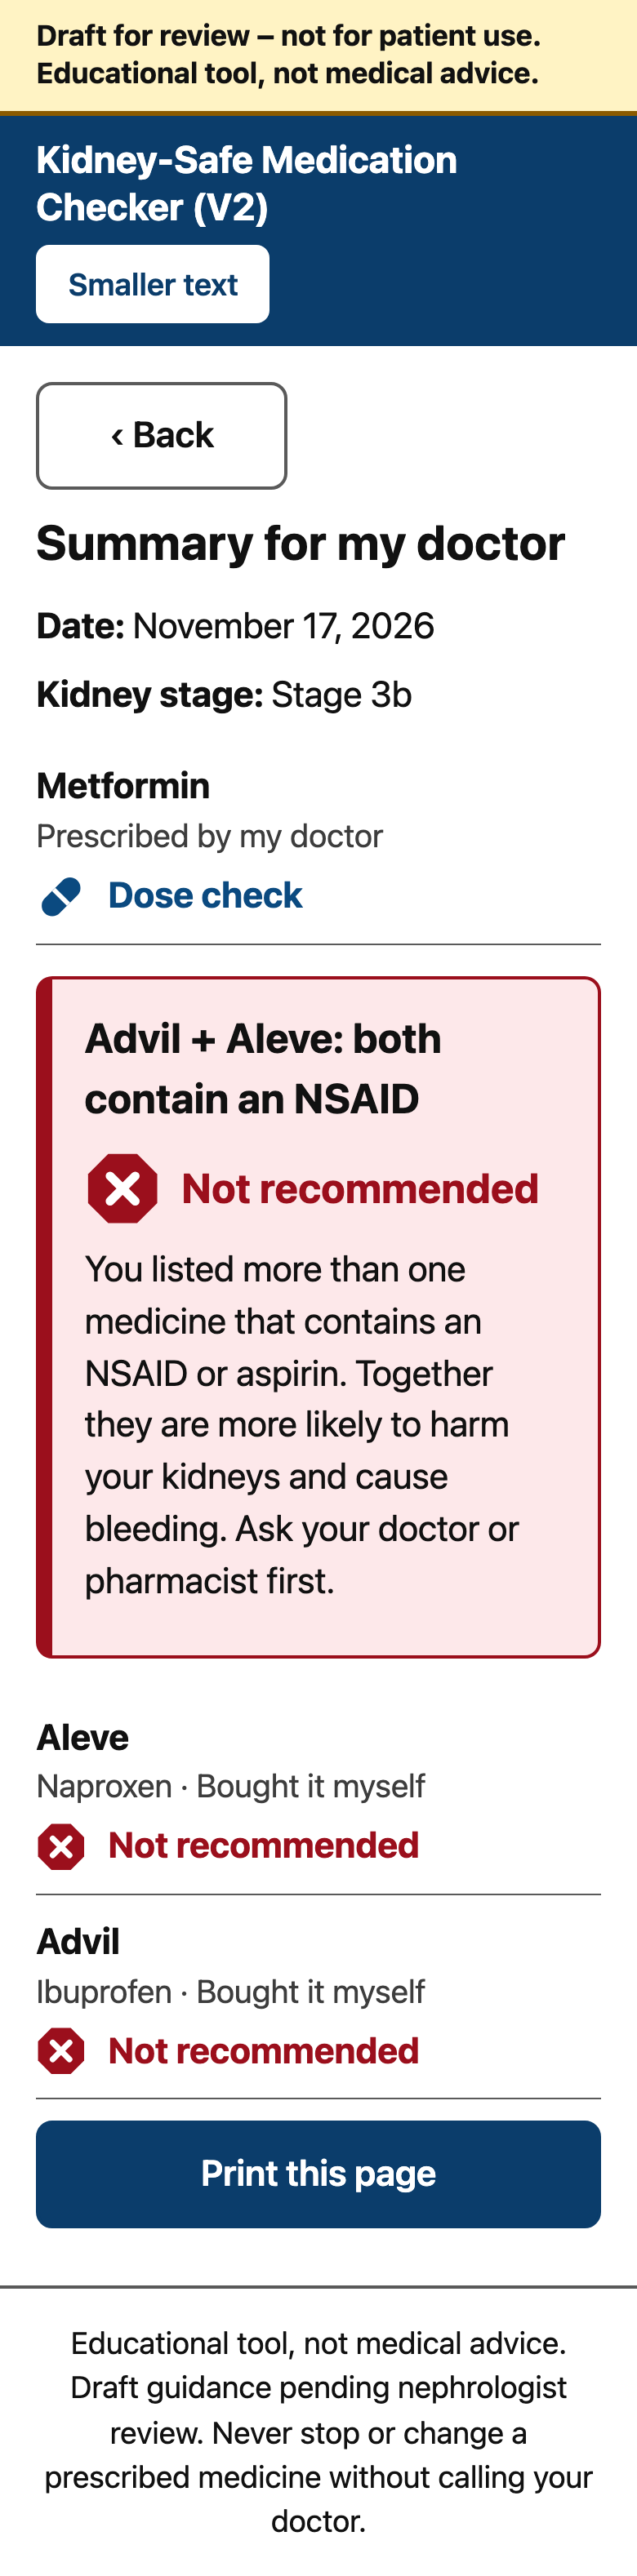 Draft for review – not for patient use.
Educational tool, not medical advice.
Kidney-Safe Medication
Checker (V2)
Smaller text
‹ Back
Summary for my doctor
Date: November 17, 2026
Kidney stage: Stage 3b
Metformin
Prescribed by my doctor
Dose check
Advil + Aleve: both
contain an NSAID
Not recommended
You listed more than one
medicine that contains an
NSAID or aspirin. Together
they are more likely to harm
your kidneys and cause
bleeding. Ask your doctor or
pharmacist first.
Aleve
Naproxen · Bought it myself
Not recommended
Advil
Ibuprofen · Bought it myself
Not recommended
Print this page
Educational tool, not medical advice.
Draft guidance pending nephrologist
review. Never stop or change a
prescribed medicine without calling your
doctor.